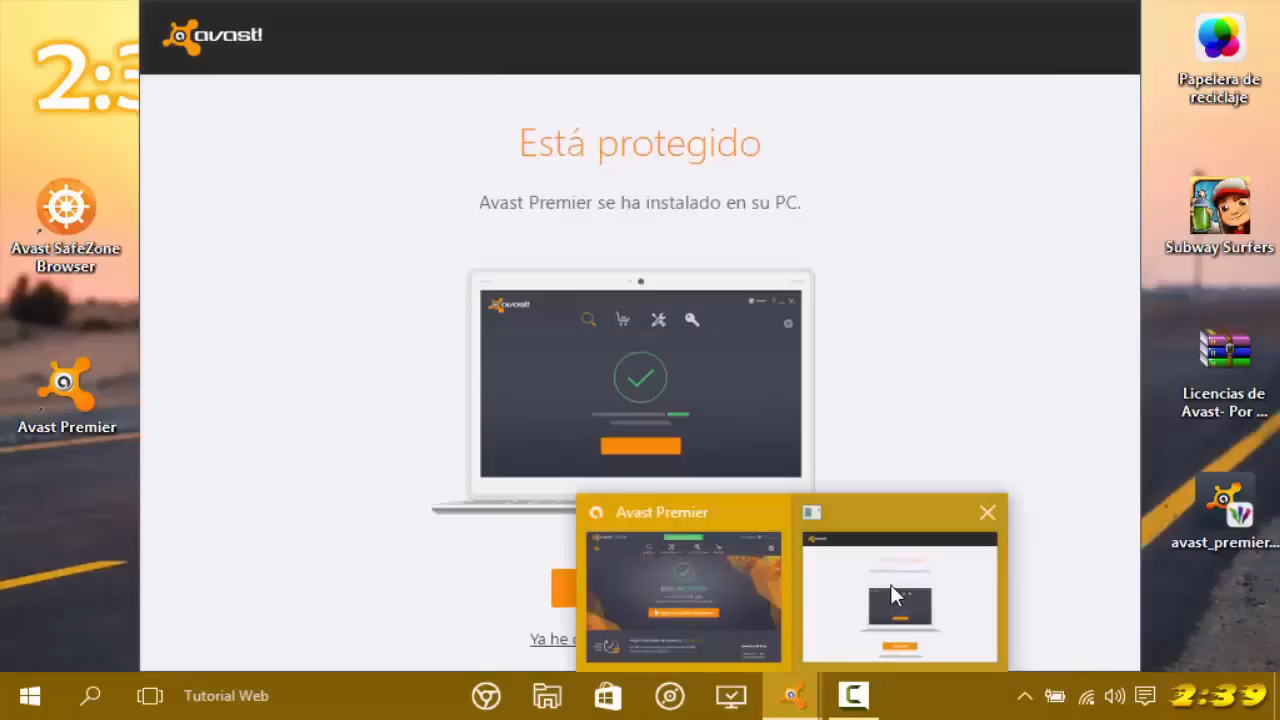 avast!
2:3
Está protegido
Avast Premier se ha instalado en su PC.
avast!
Avast SafeZone
Browser
Avast Premier
Papelera de
reciclaje
Subway Surfers
Licencias de
Avast- Por ...
avast_premier...
Avast Premier
Ya he
Tutorial Web
2:39